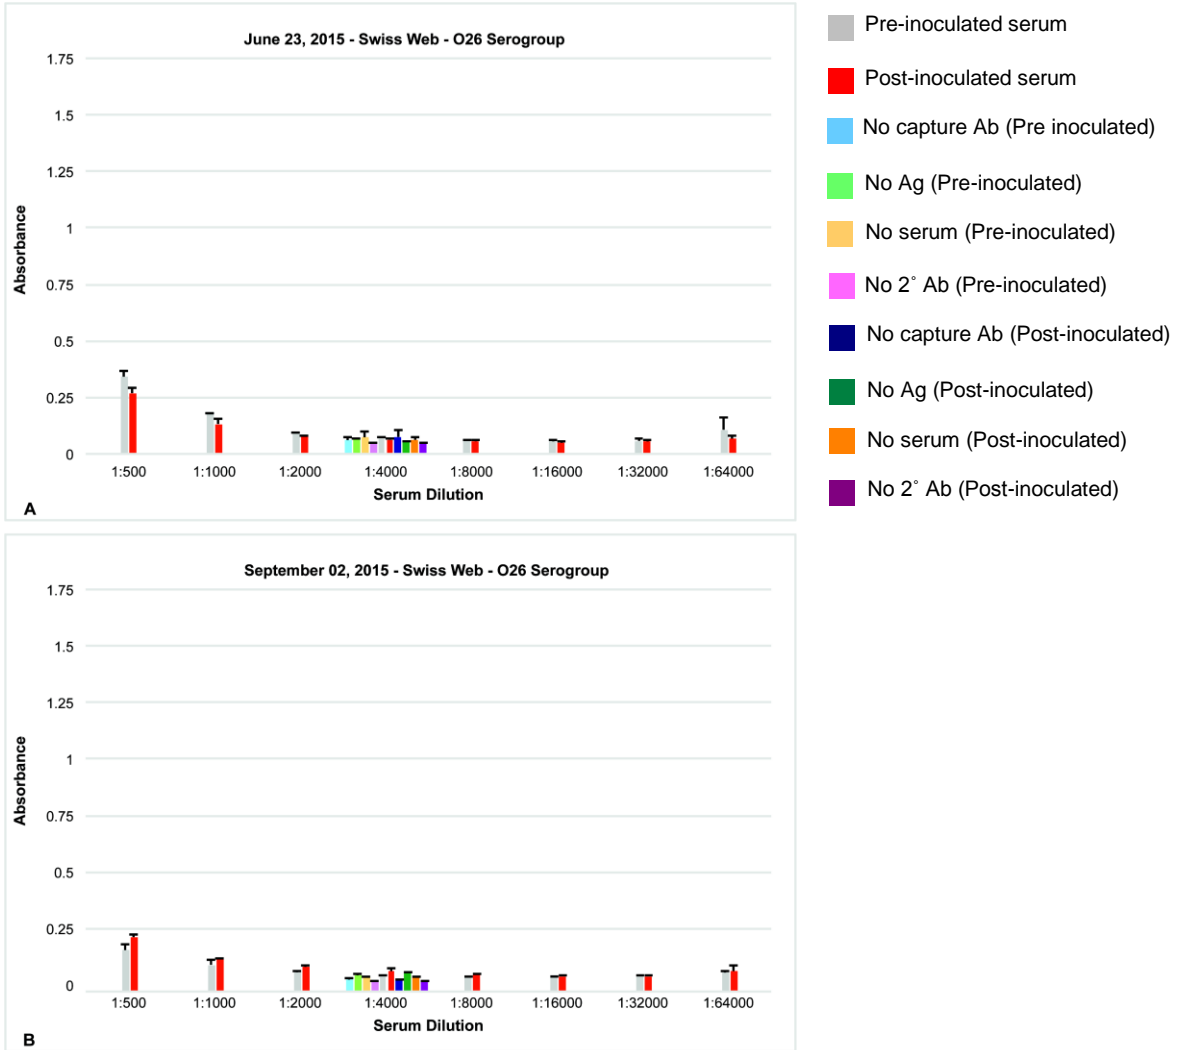 June 23, 2015 - Swiss Web - O26 Serogroup
1.75
1.5
1.25
1
0.75
0.5
0.25
0
Absorbance
1:500
1::1000
1:2000
1:4000
1:8000
1:16000
1:32000
1:64000
Serum Dilution
A
Pre-inoculated serum
Post-inoculated serum
No capture Ab (Pre inoculated)
No Ag (Pre-inoculated)
No serum (Pre-inoculated)
No 2˚ Ab (Pre-inoculated)
No capture Ab (Post-inoculated)
No Ag (Post-inoculated)
No serum (Post-inoculated)
No 2˚ Ab (Post-inoculated)
September 02, 2015 - Swiss Web - O26 Serogroup
1.75
1.5
1.25
1
0.75
0.5
0.25
0
Absorbance
1:500
1::1000
1:2000
1:4000
1:8000
1:16000
1:32000
1:64000
Serum Dilution
B